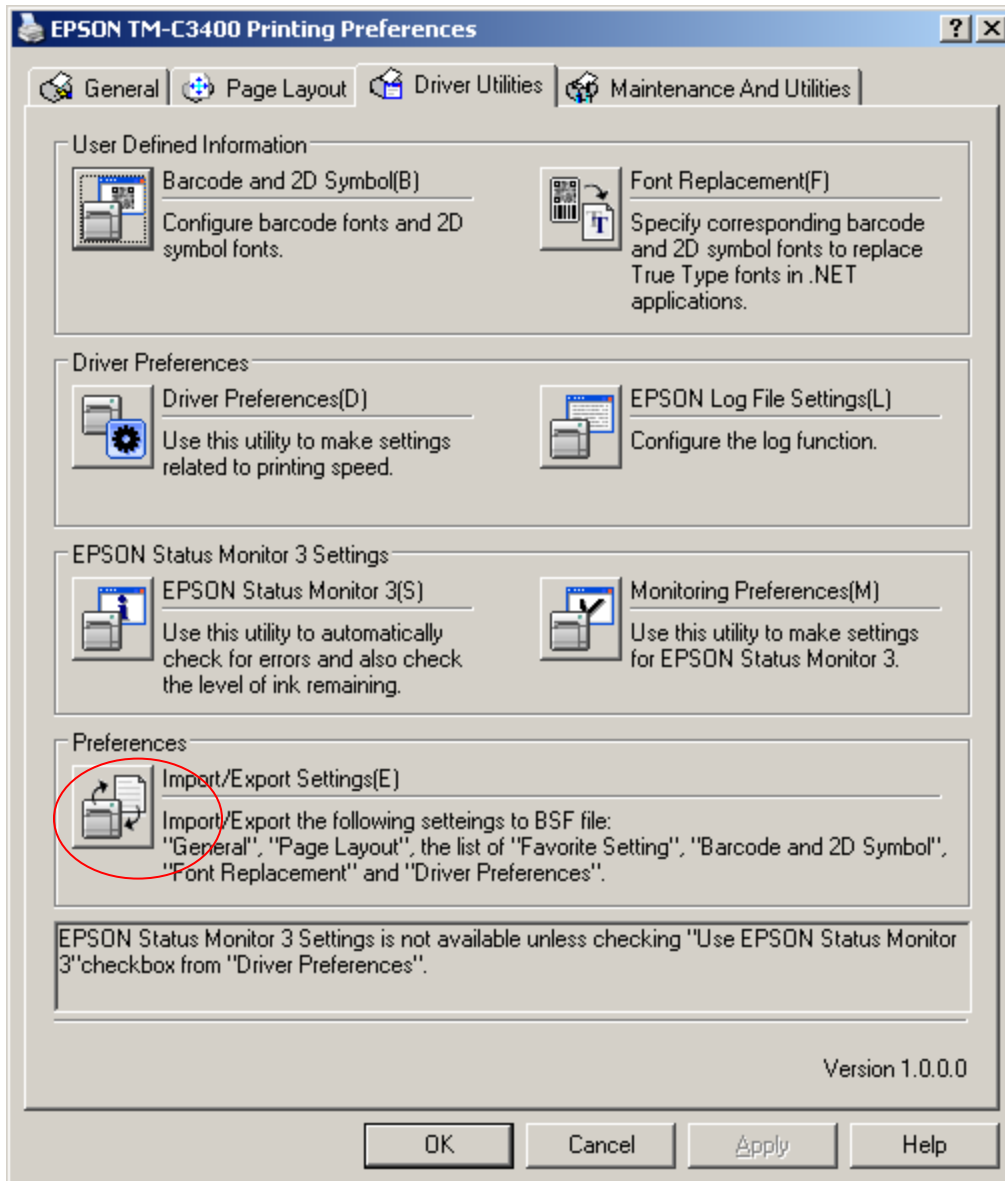 EPSON TM-C3400 Printing Preferences
General
Page Layout
Driver Utilities
Maintenance And Utilities
User Defined Information
Barcode and 2D Symbol(B)
Configure barcode fonts and 2D
symbol fonts.
Font Replacement(F)
Specify corresponding barcode
and 2D symbol fonts to replace
True Type fonts in .NET
applications.
Driver Preferences
Driver Preferences(D)
Use this utility to make settings
related to printing speed.
EPSON Log File Settings(L)
Configure the log function.
EPSON Status Monitor 3 Settings
EPSON Status Monitor 3(S)
Use this utility to automatically
check for errors and also check
the level of ink remaining.
Monitoring Preferences(M)
Use this utility to make settings
for EPSON Status Monitor 3.
Preferences
Import/Export Settings(E)
Import/Export the following setteings to BSF file:
"General", "Page Layout", the list of "Favorite Setting", "Barcode and 2D Symbol",
"Font Replacement" and "Driver Preferences".
EPSON Status Monitor 3 Settings is not available unless checking "Use EPSON Status Monitor
3"checkbox from "Driver Preferences".
Version 1.0.0.0
OK
Cancel
Apply
Help